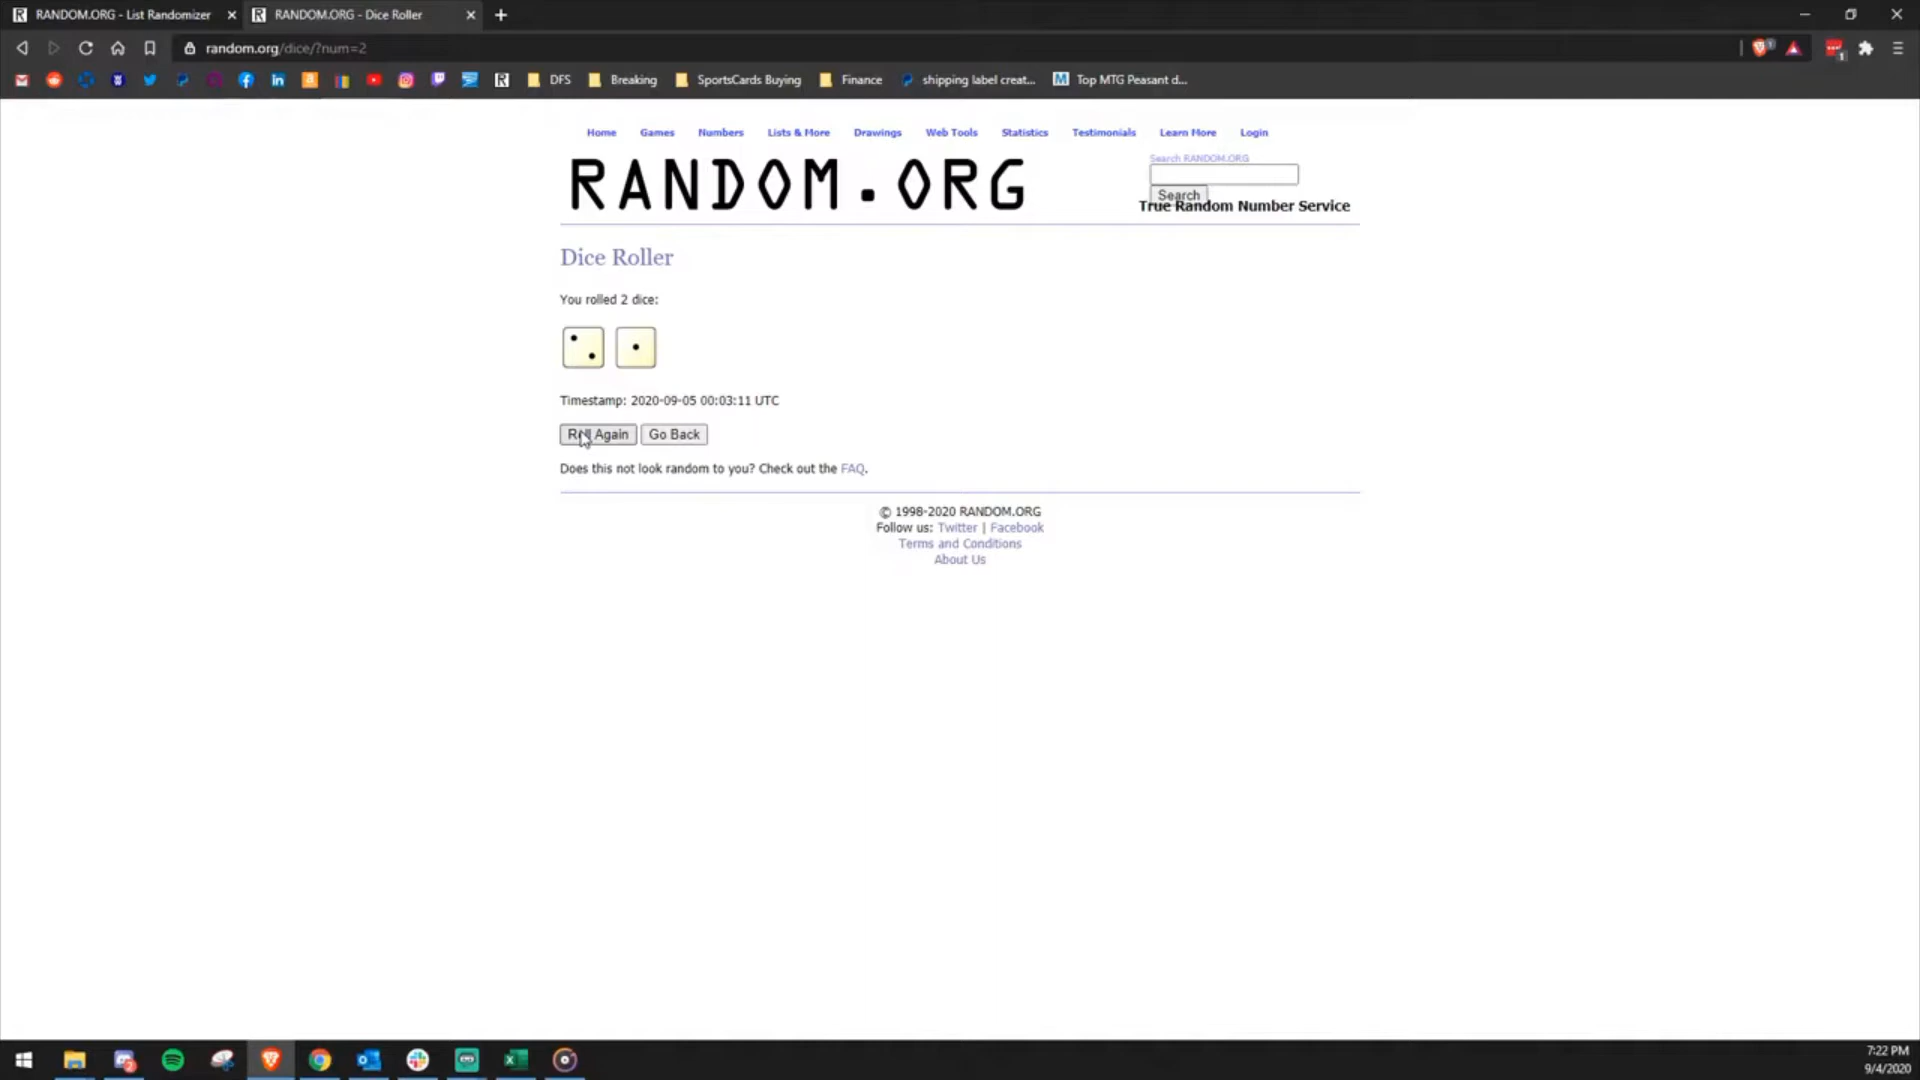 RANDOM.ORG - List Randomizer
RANDOM.ORG - Dice Roller
random.org/dice/?num=2
DFS
Breaking
SportsCards Buying
Finance
shipping label creat...
Top MTG Peasant d...
Home Games Numbers Lists & More Drawings Web Tools Statistics Testimonials Learn More Login
RANDOM.ORG
Search RANDOM.ORG
Search
True Random Number Service
Dice Roller
You rolled 2 dice:
Timestamp: 2020-09-05 00:03:11 UTC
Roll Again
Go Back
Does this not look random to you? Check out the FAQ.
© 1998-2020 RANDOM.ORG
Follow us: Twitter | Facebook
Terms and Conditions
About Us
7:22 PM
9/4/2020